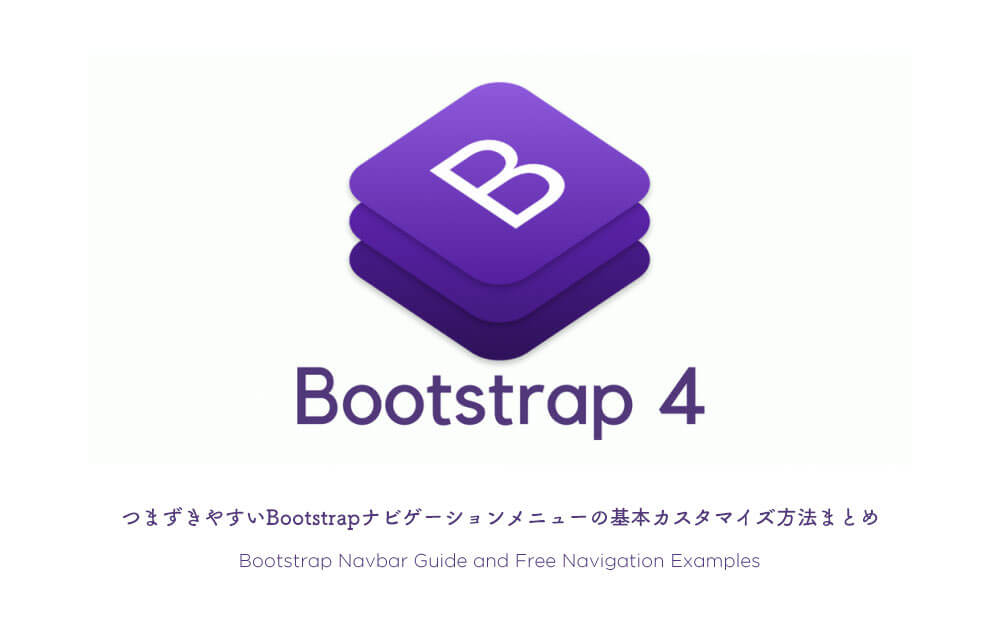 B
Bootstrap 4
つまずきやすいBootstrapナビゲーションメニューの基本カスタマイズ方法まとめ
Bootstrap Navbar Guide and Free Navigation Examples